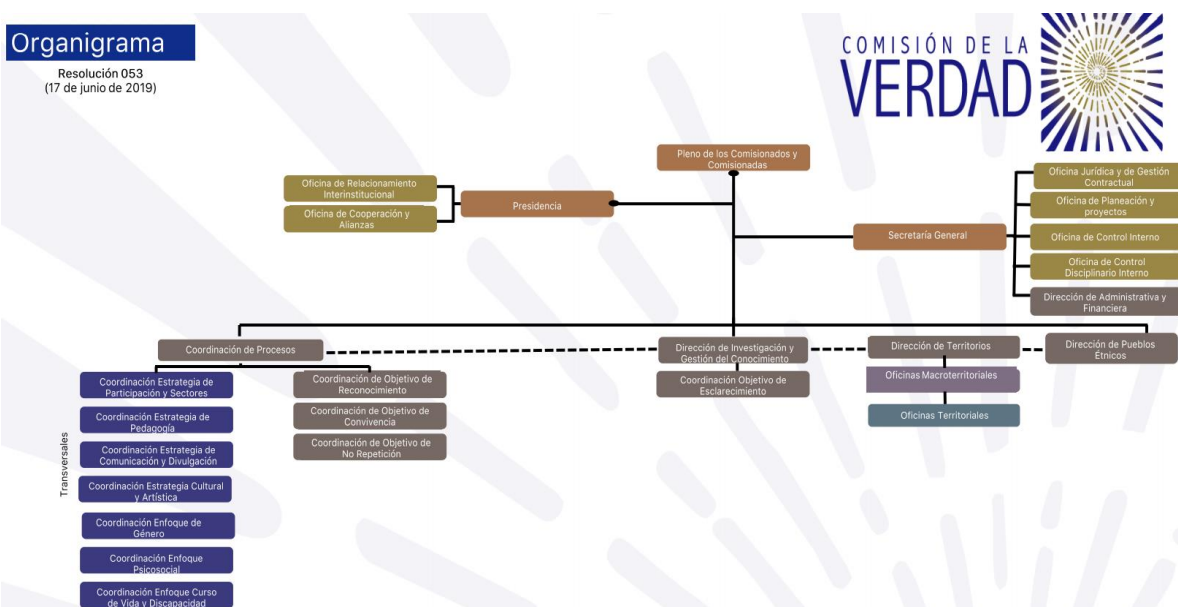 Organigrama
Resolución 053
(17 de junio de 2019)
COMISIÓN DE LA
VERDAD
Pleno de los Comisionados y
Comisionadas
Oficina de Relacionamiento
Interinstitucional
Oficina de Cooperación y
Alianzas
Presidencia
Secretaría General
Oficina Jurídica y de Gestión
Contractual
Oficina de Planeación y
proyectos
Oficina de Control Interno
Oficina de Control
Disciplinario Interno
Dirección de Administrativa y
Financiera
Coordinación de Procesos
Dirección de Investigación y
Gestión del Conocimiento
Dirección de Territorios
Dirección de Pueblos
Étnicos
Coordinación Estrategia de
Participación y Sectores
Coordinación Estrategia de
Pedagogía
Coordinación Estrategia de
Comunicación y Divulgación
Coordinación Estrategia Cultural
y Artística
Coordinación Enfoque de
Género
Coordinación Enfoque
Psicosocial
Coordinación Enfoque Curso
de Vida y Discapacidad
Transversales
Coordinación de Objetivo de
Reconocimiento
Coordinación de Objetivo de
Convivencia
Coordinación de Objetivo de
No Repetición
Coordinación Objetivo de
Esclarecimiento
Oficinas Macroterritoriales
Oficinas Territoriales